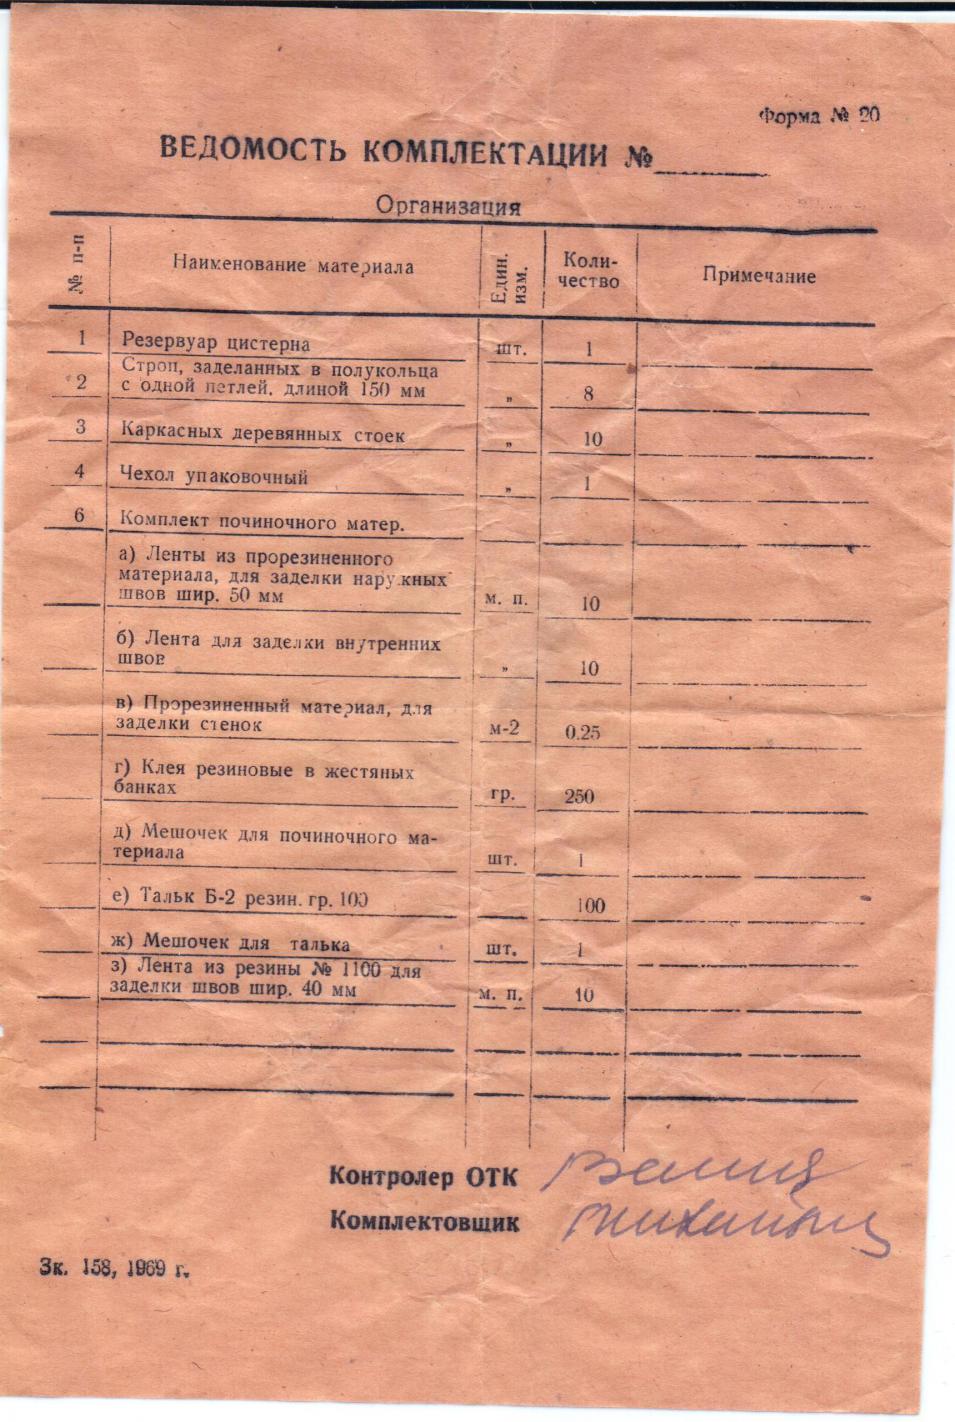 Форма № 20
ВЕДОМОСТЬ КОМПЛЕКТАЦИИ №
Организация
№ п-п Наименование материала Един. изм. Коли-чество Примечание
1 Резервуар цистерна шт. 1
Строп, заделанных в полукольца
2 с одной петлей, длиной 150 мм „ 8
3 Каркасных деревянных стоек „ 10
4 Чехол упаковочный „ 1
6 Комплект починочного матер.
а) Ленты из прорезиненного
материала, для заделки наружных
швов шир. 50 мм м. п. 10
б) Лента для заделки внутренних
швов „ 10
в) Прорезиненный материал, для
заделки стенок м-2 0.25
г) Клея резиновые в жестяных
банках гр. 250
д) Мешочек для починочного ма-
териала шт. 1
е) Тальк Б-2 резин. гр. 100 100
ж) Мешочек для талька шт. 1
з) Лента из резины № 1100 для
заделки швов шир. 40 мм м. п. 10
Контролер ОТК
Комплектовщик
Зк. 158, 1969 г.